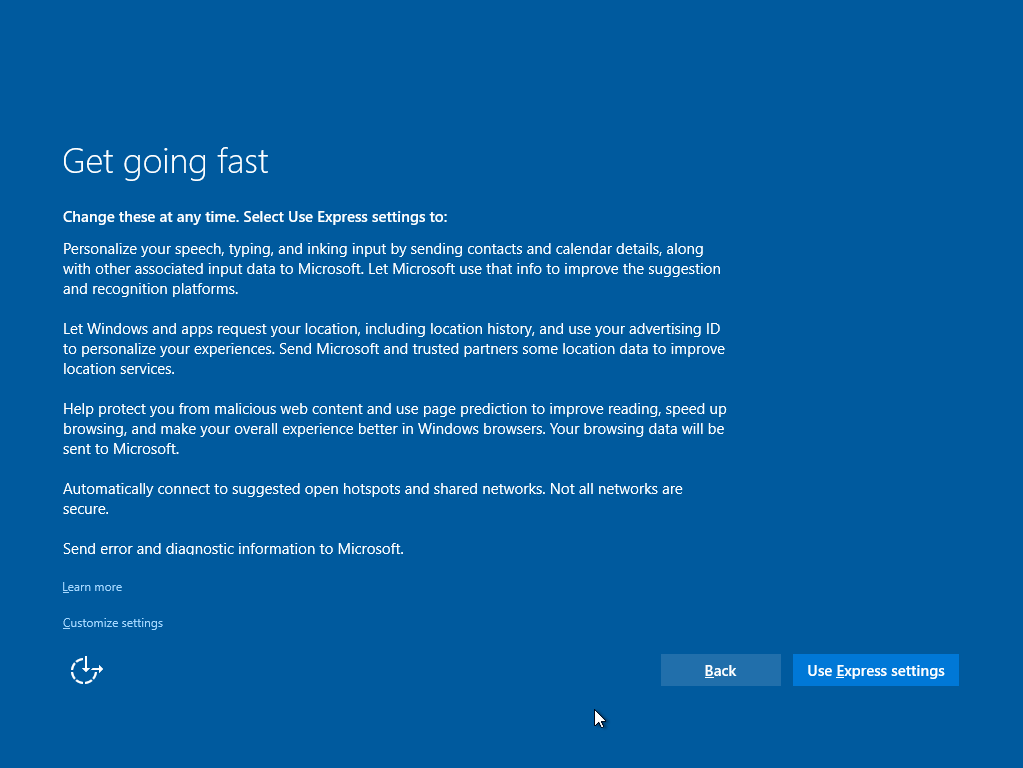 Get going fast
Change these at any time. Select Use Express settings to:
Personalize your speech, typing, and inking input by sending contacts and calendar details, along
with other associated input data to Microsoft. Let Microsoft use that info to improve the suggestion
and recognition platforms.
Let Windows and apps request your location, including location history, and use your advertising ID
to personalize your experiences. Send Microsoft and trusted partners some location data to improve
location services.
Help protect you from malicious web content and use page prediction to improve reading, speed up
browsing, and make your overall experience better in Windows browsers. Your browsing data will be
sent to Microsoft.
Automatically connect to suggested open hotspots and shared networks. Not all networks are
secure.
Send error and diagnostic information to Microsoft.
Learn more
Customize settings
Back
Use Express settings